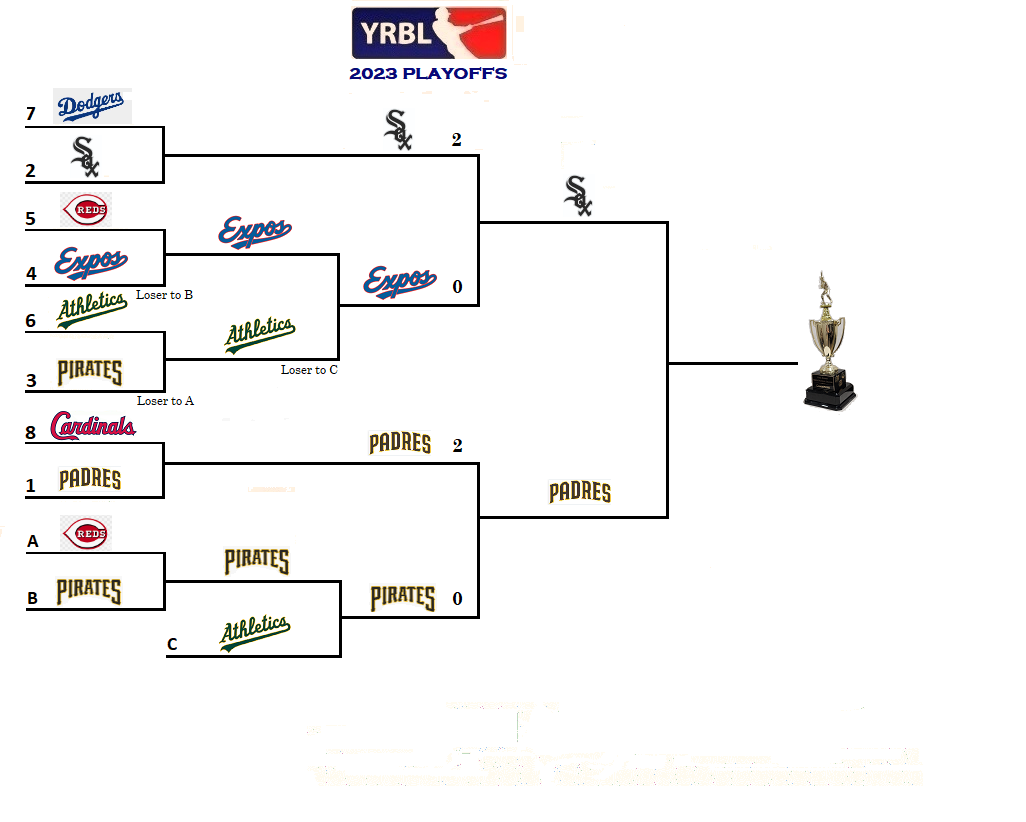 YRBL
2023 PLAYOFFS
7 Dodgers
Sox 2
2 Sox
Sox
5 REDS
Expos
4 Expos
Expos 0
Loser to B
6 Athletics
Athletics
3 PIRATES
Loser to C
Loser to A
8 Cardinals
PADRES 2
1 PADRES
PADRES
A REDS
PIRATES
B PIRATES
PIRATES 0
C Athletics